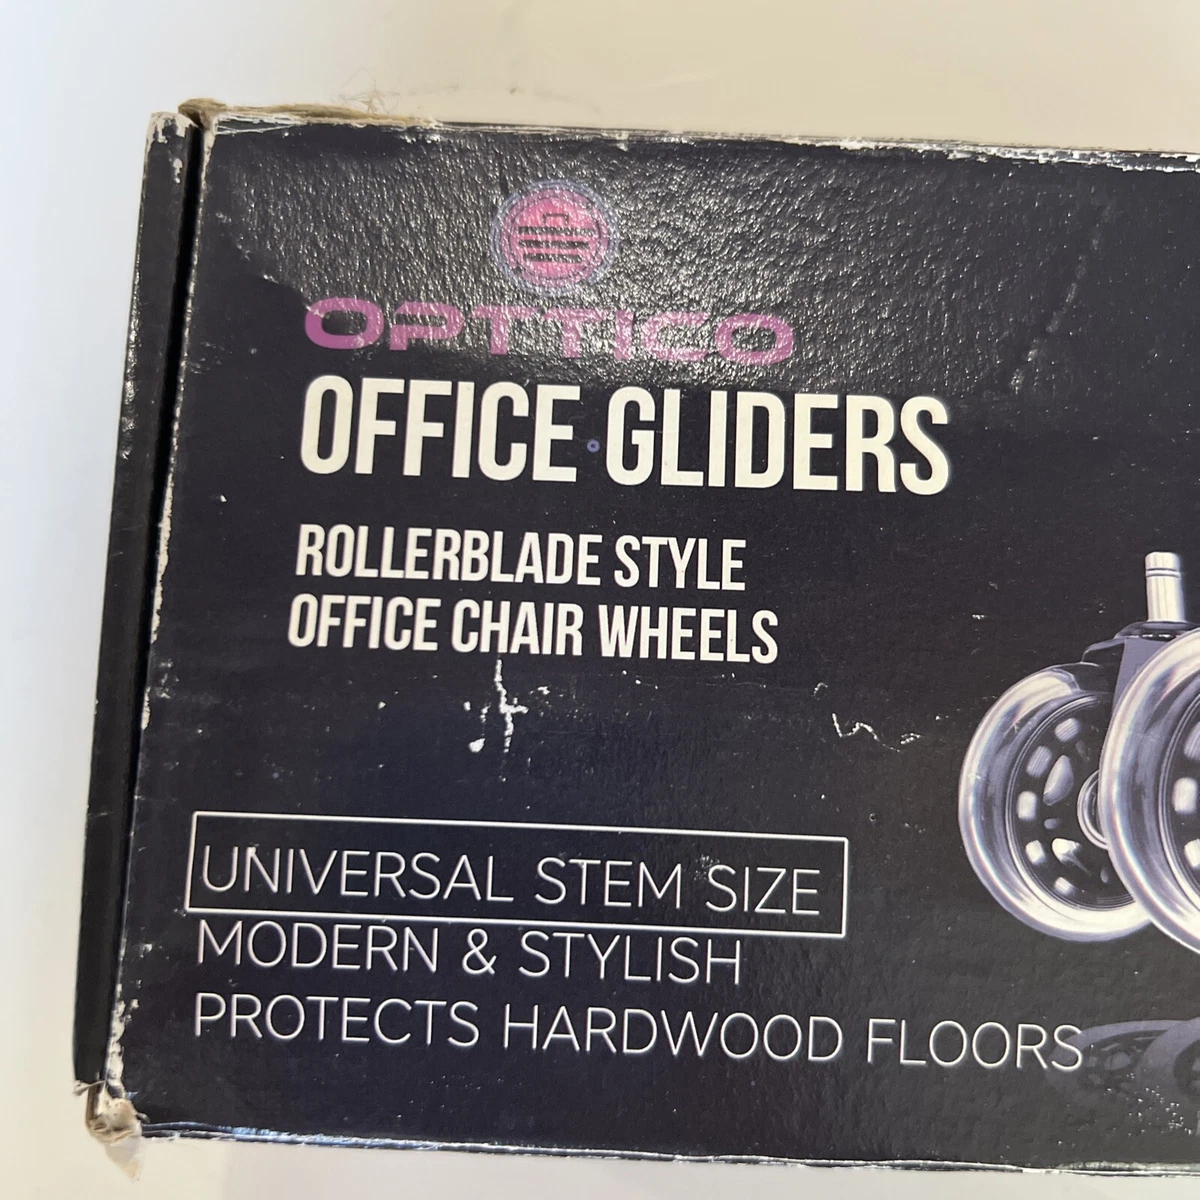 OPTTICO
OFFICE GLIDERS
ROLLERBLADE STYLE
OFFICE CHAIR WHEELS
UNIVERSAL STEM SIZE
MODERN & STYLISH
PROTECTS HARDWOOD FLOORS